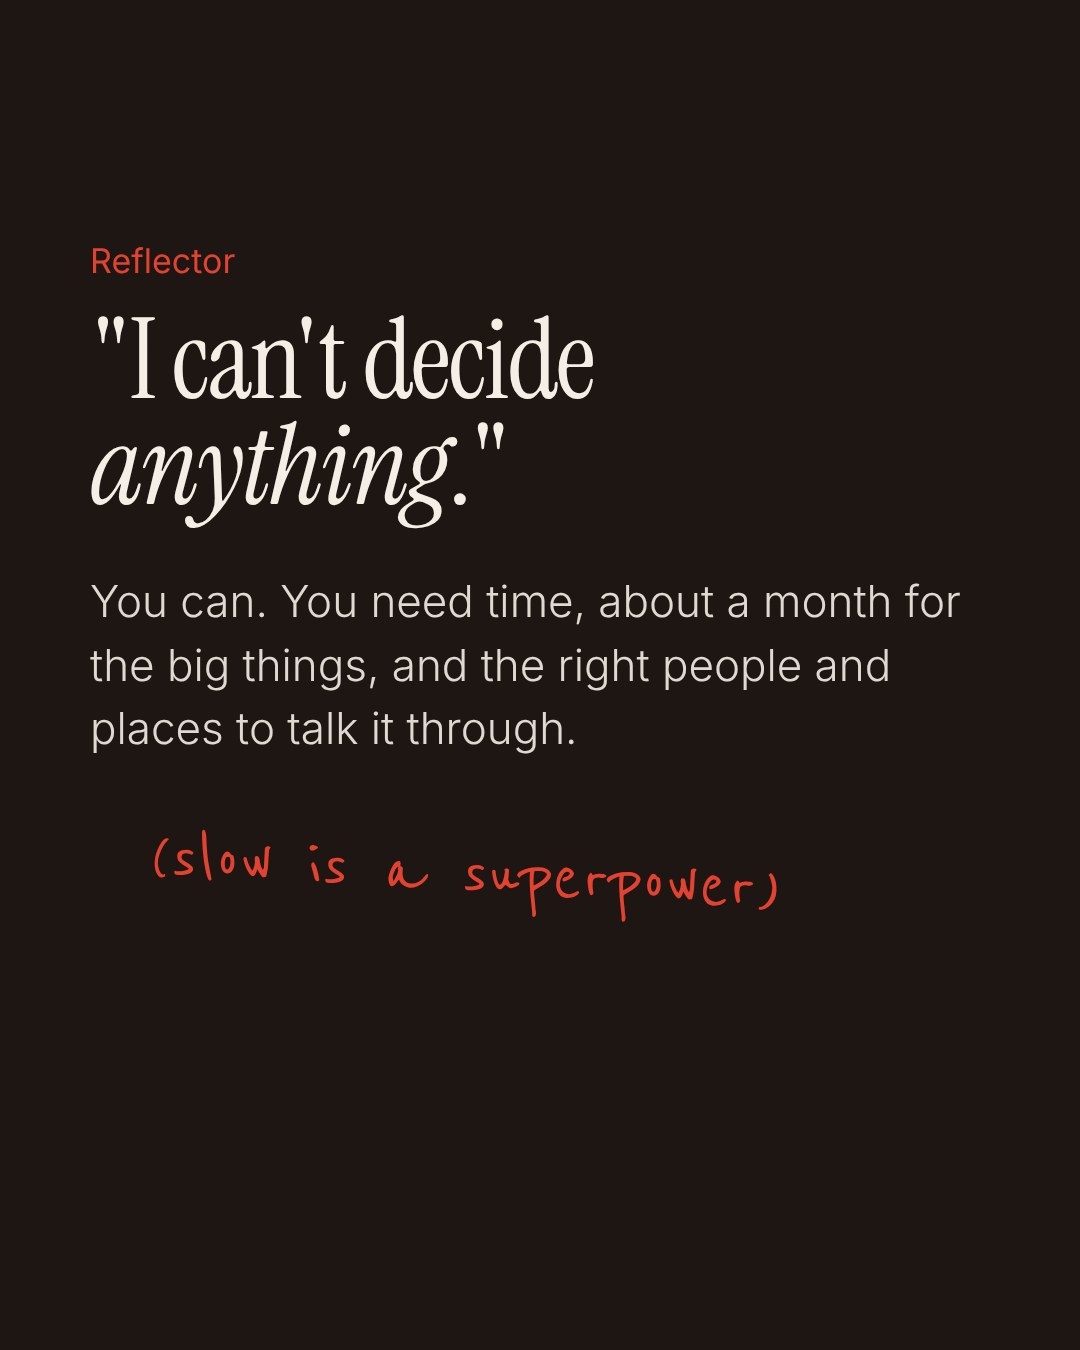 Reflector
"I can't decide
anything."
You can. You need time, about a month for
the big things, and the right people and
places to talk it through.
(slow is a superpower)